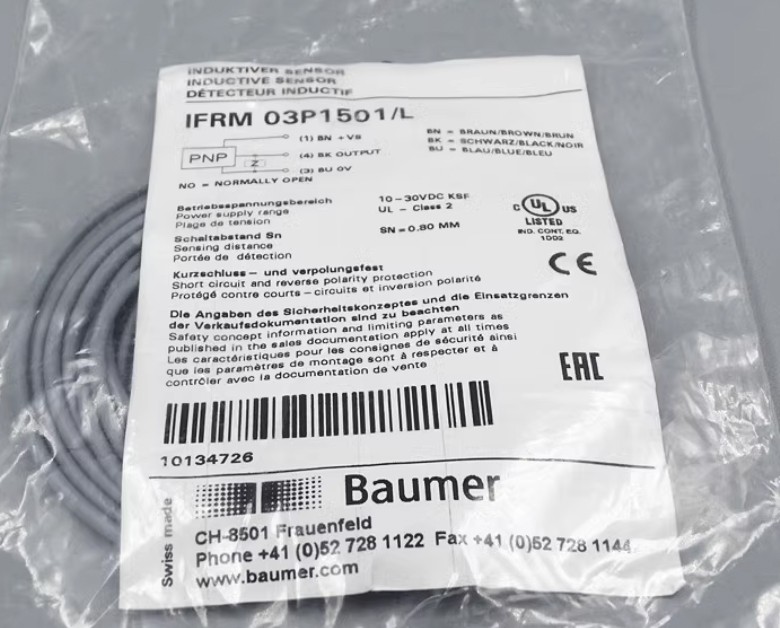 INDUKTIVER SENSOR
INDUCTIVE SENSOR
DÉTECTEUR INDUCTIF
IFRM 03P1501/L
PNP
Z
(1) BN +VS
(4) BK OUTPUT
(3) BU 0V
BN = BRAUN/BROWN/BRUN
BK = SCHWARZ/BLACK/NOIR
BU = BLAU/BLUE/BLEU
NO = NORMALLY OPEN
Betriebsspannungsbereich
Power supply range
Plage de tension
10-30VDC KSF
UL - Class 2
Schaltabstand Sn
Sensing distance
Portée de détection
SN=0.80 MM
C UL US
LISTED
IND. CONT. EQ.
1002
CE
Kurzschluss- und verpolungsfest
Short circuit and reverse polarity protection
Protégé contre courts-circuits et inversion polarité
Die Angaben des Sicherheitskonzeptes und die Einsatzgrenzen
der Verkaufsdokumentation sind zu beachten
Safety concept information and limiting parameters as
published in the sales documentation apply at all times
Les caractéristiques pour les consignes de sécurité ainsi
que les paramètres de montage sont à respecter et à
contrôler avec la documentation de vente
EAC
10134726
Swiss made
Baumer
CH-8501 Frauenfeld
Phone +41 (0)52 728 1122 Fax +41 (0)52 728 1144
www.baumer.com